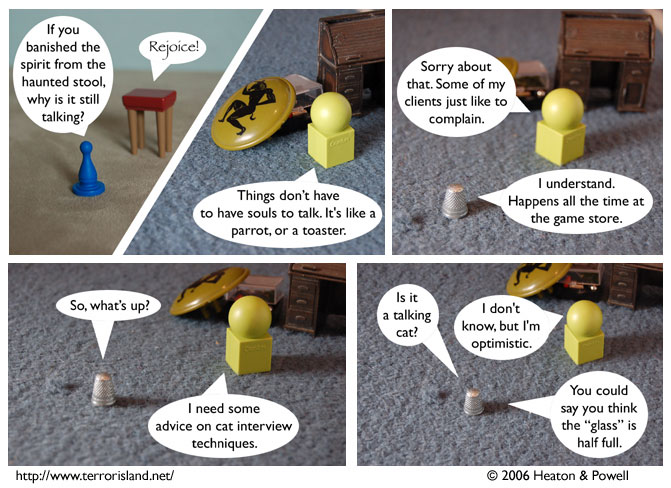 If you
banished the
spirit from the
haunted stool,
why is it still
talking?
Rejoice!
Things don't have
to have souls to talk. It's like a
parrot, or a toaster.
Sorry about
that. Some of my
clients just like to
complain.
I understand.
Happens all the time at
the game store.
So, what's up?
I need some
advice on cat interview
techniques.
Is it
a talking
cat?
I don't
know, but I'm
optimistic.
You could
say you think
the “glass” is
half full.
http://www.terrorisland.net/
© 2006 Heaton & Powell